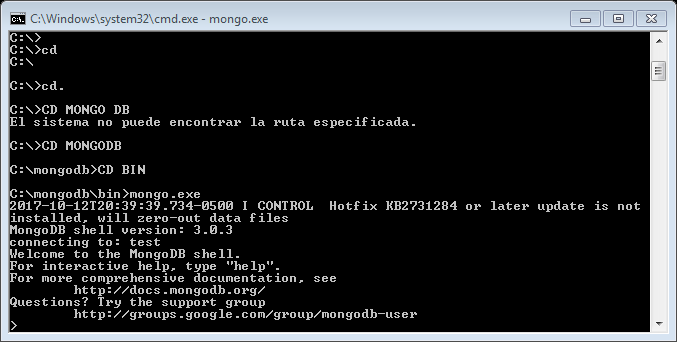 C:\Windows\system32\cmd.exe - mongo.exe
C:\>
C:\>cd
C:\

C:\>cd.

C:\>CD MONGO DB
El sistema no puede encontrar la ruta especificada.

C:\>CD MONGODB

C:\mongodb>CD BIN

C:\mongodb\bin>mongo.exe
2017-10-12T20:39:39.734-0500 I CONTROL  Hotfix KB2731284 or later update is not
installed, will zero-out data files
MongoDB shell version: 3.0.3
connecting to: test
Welcome to the MongoDB shell.
For interactive help, type "help".
For more comprehensive documentation, see
        http://docs.mongodb.org/
Questions? Try the support group
        http://groups.google.com/group/mongodb-user
>